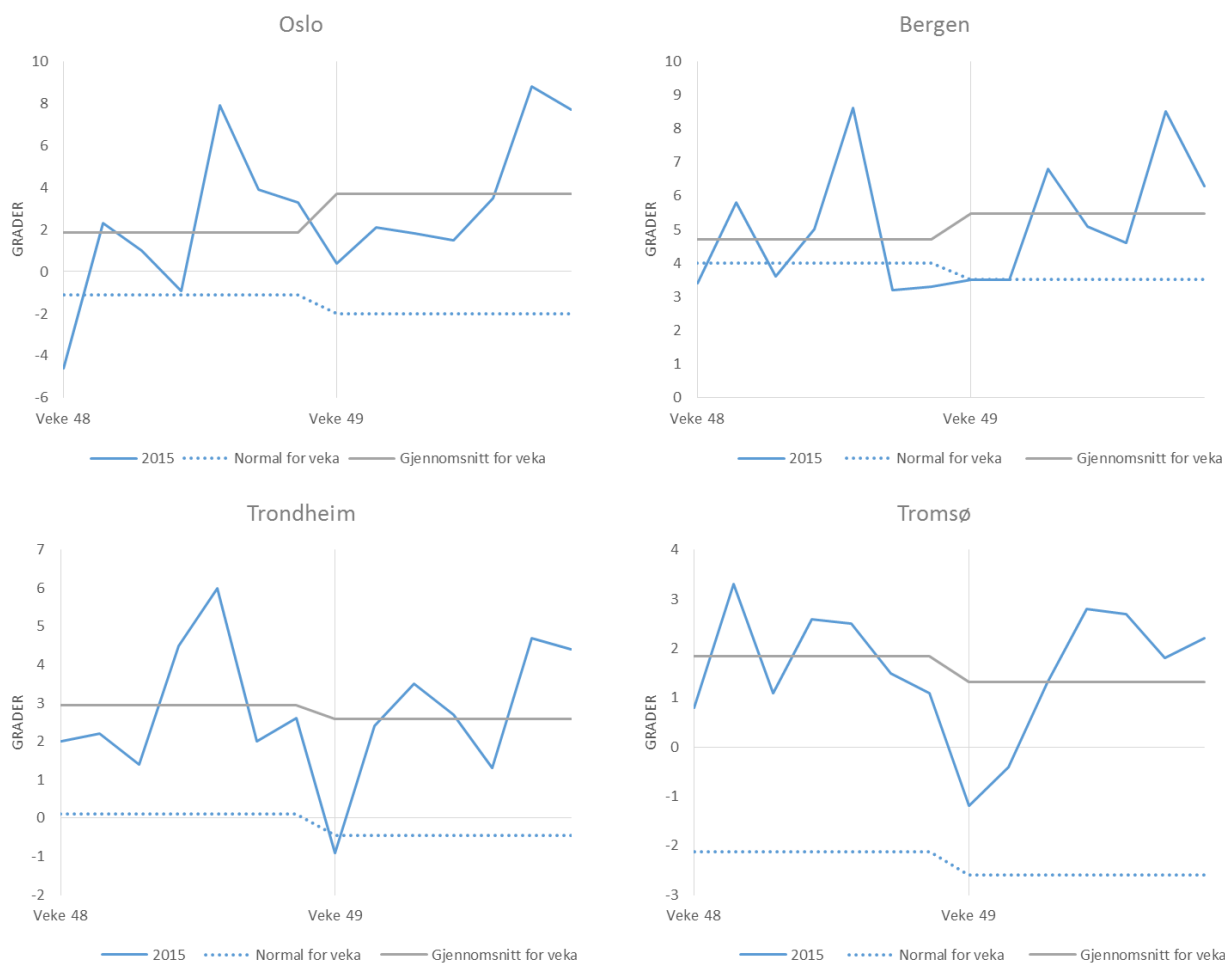 Oslo
10
8
6
4
2
0
-2
-4
-6
GRADER
Veke 48 Veke 49
2015 Normal for veka Gjennomsnitt for veka
Bergen
10
9
8
7
6
5
4
3
2
1
0
GRADER
Veke 48 Veke 49
2015 Normal for veka Gjennomsnitt for veka
Trondheim
7
6
5
4
3
2
1
0
-1
-2
GRADER
Veke 48 Veke 49
2015 Normal for veka Gjennomsnitt for veka
Tromsø
4
3
2
1
0
-1
-2
-3
GRADER
Veke 48 Veke 49
2015 Normal for veka Gjennomsnitt for veka